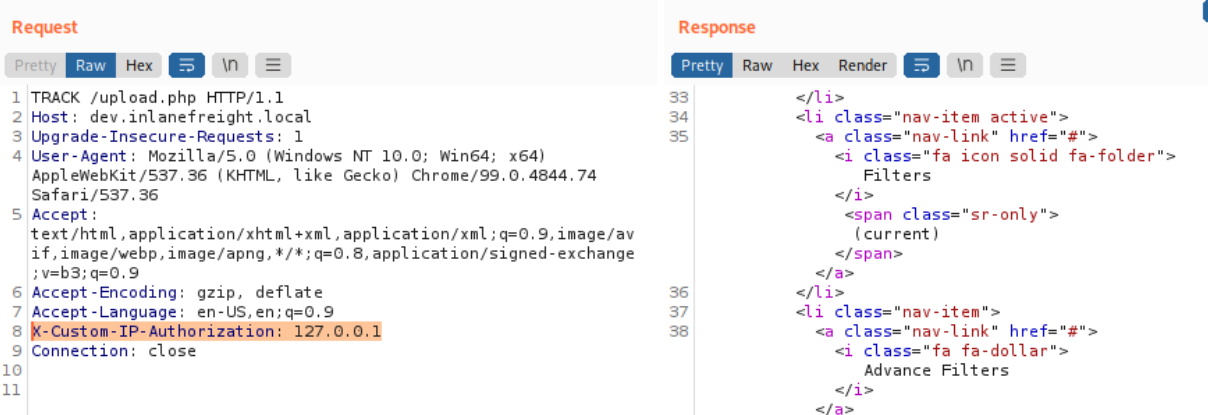 Request
Pretty Raw Hex \n
1 TRACK /upload.php HTTP/1.1
2 Host: dev.inlanefreight.local
3 Upgrade-Insecure-Requests: 1
4 User-Agent: Mozilla/5.0 (Windows NT 10.0; Win64; x64)
AppleWebKit/537.36 (KHTML, like Gecko) Chrome/99.0.4844.74
Safari/537.36
5 Accept:
text/html,application/xhtml+xml,application/xml;q=0.9,image/av
if,image/webp,image/apng,*/*;q=0.8,application/signed-exchange
;v=b3;q=0.9
6 Accept-Encoding: gzip, deflate
7 Accept-Language: en-US,en;q=0.9
8 X-Custom-IP-Authorization: 127.0.0.1
9 Connection: close
10
11
Response
Pretty Raw Hex Render \n
33 </li>
34 <li class="nav-item active">
35 <a class="nav-link" href="#">
<i class="fa icon solid fa-folder">
Filters
</i>
<span class="sr-only">
(current)
</span>
</a>
36 </li>
37 <li class="nav-item">
38 <a class="nav-link" href="#">
<i class="fa fa-dollar">
Advance Filters
</i>
</a>